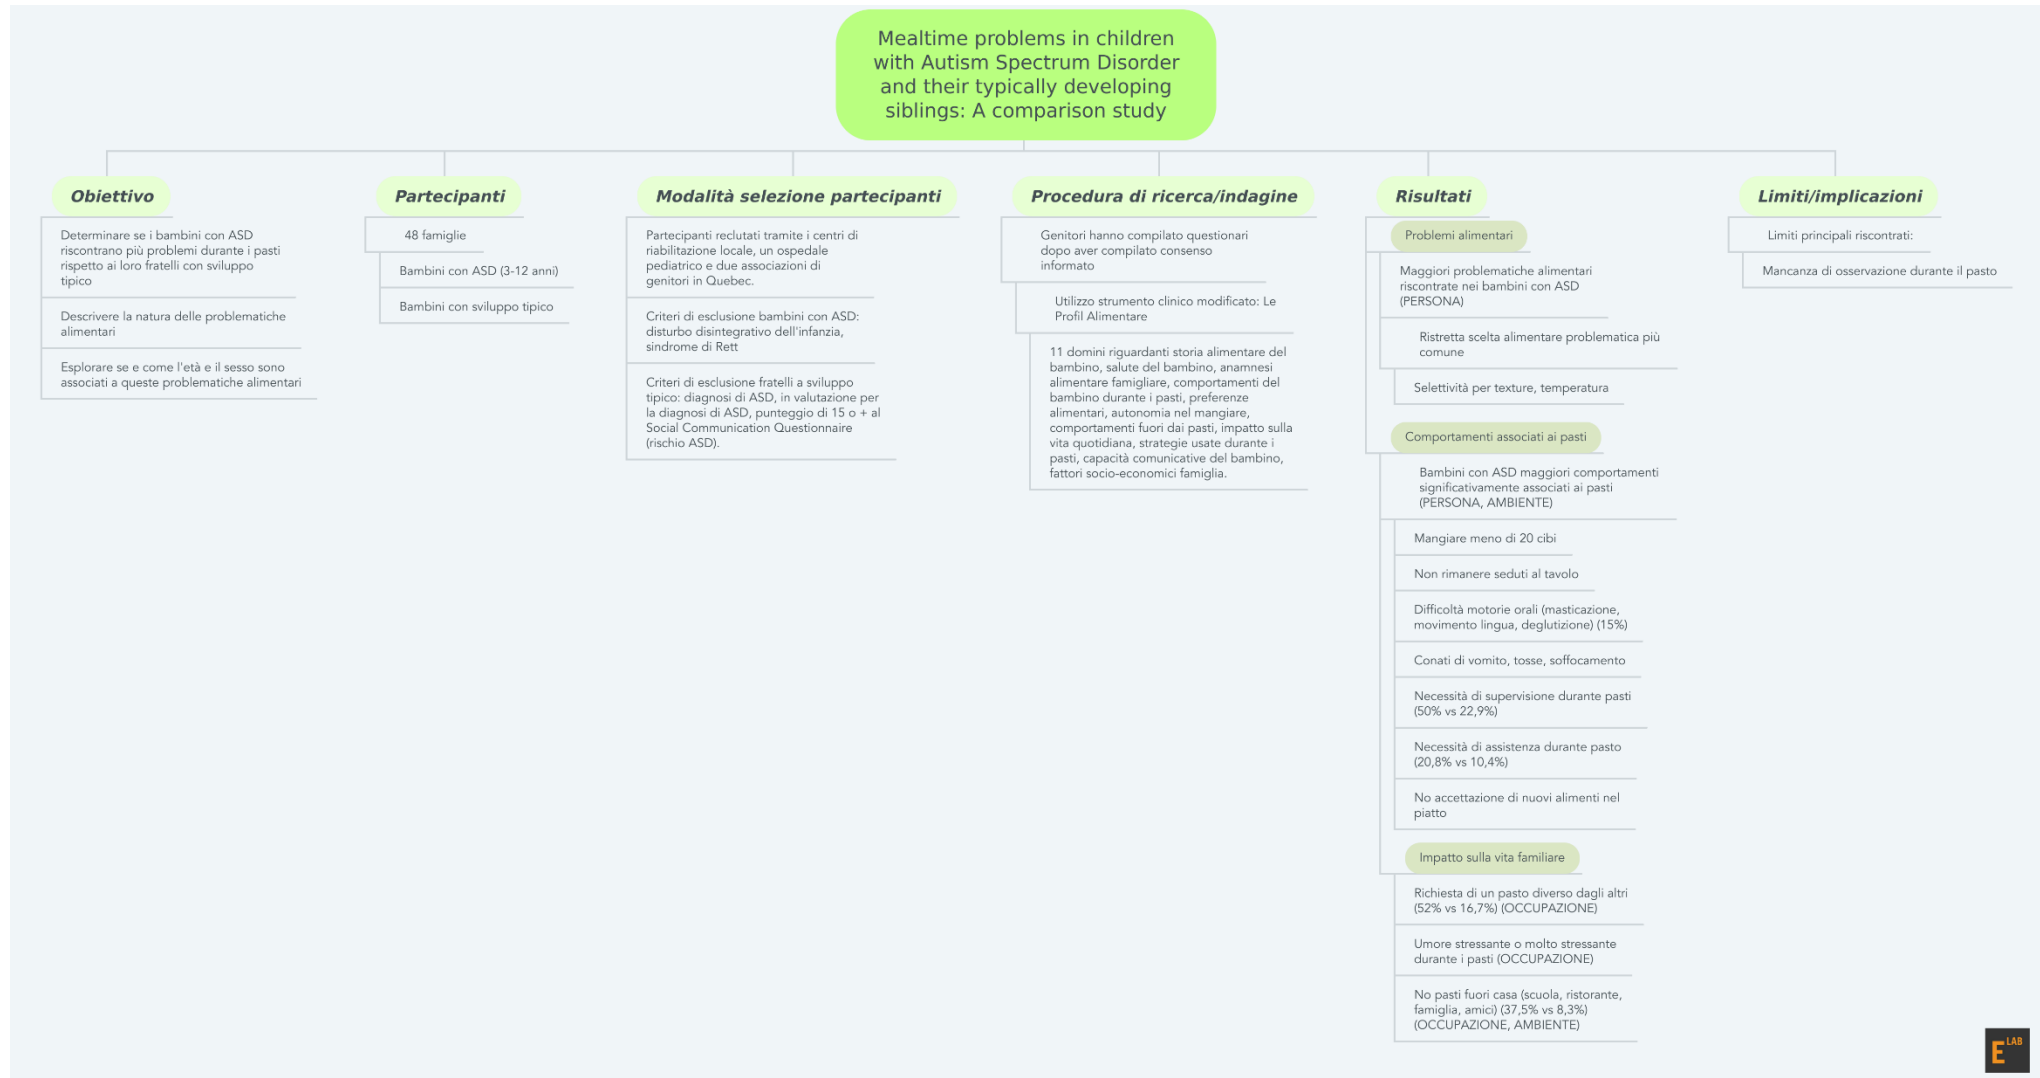 Mealtime problems in children
with Autism Spectrum Disorder
and their typically developing
siblings: A comparison study
Obiettivo
Determinare se i bambini con ASD
riscontrano più problemi durante i pasti
rispetto ai loro fratelli con sviluppo
tipico
Descrivere la natura delle problematiche
alimentari
Esplorare se e come l'età e il sesso sono
associati a queste problematiche alimentari
Partecipanti
48 famiglie
Bambini con ASD (3-12 anni)
Bambini con sviluppo tipico
Modalità selezione partecipanti
Partecipanti reclutati tramite i centri di
riabilitazione locale, un ospedale
pediatrico e due associazioni di
genitori in Quebec.
Criteri di esclusione bambini con ASD:
disturbo disintegrativo dell'infanzia,
sindrome di Rett
Criteri di esclusione fratelli a sviluppo
tipico: diagnosi di ASD, in valutazione per
la diagnosi di ASD, punteggio di 15 o + al
Social Communication Questionnaire
(rischio ASD).
Procedura di ricerca/indagine
Genitori hanno compilato questionari
dopo aver compilato consenso
informato
Utilizzo strumento clinico modificato: Le
Profil Alimentare
11 domini riguardanti storia alimentare del
bambino, salute del bambino, anamnesi
alimentare famigliare, comportamenti del
bambino durante i pasti, preferenze
alimentari, autonomia nel mangiare,
comportamenti fuori dai pasti, impatto sulla
vita quotidiana, strategie usate durante i
pasti, capacità comunicative del bambino,
fattori socio-economici famiglia.
Risultati
Problemi alimentari
Maggiori problematiche alimentari
riscontrate nei bambini con ASD
(PERSONA)
Ristretta scelta alimentare problematica più
comune
Selettività per texture, temperatura
Comportamenti associati ai pasti
Bambini con ASD maggiori comportamenti
significativamente associati ai pasti
(PERSONA, AMBIENTE)
Mangiare meno di 20 cibi
Non rimanere seduti al tavolo
Difficoltà motorie orali (masticazione,
movimento lingua, deglutizione) (15%)
Conati di vomito, tosse, soffocamento
Necessità di supervisione durante pasti
(50% vs 22,9%)
Necessità di assistenza durante pasto
(20,8% vs 10,4%)
No accettazione di nuovi alimenti nel
piatto
Impatto sulla vita familiare
Richiesta di un pasto diverso dagli altri
(52% vs 16,7%) (OCCUPAZIONE)
Umore stressante o molto stressante
durante i pasti (OCCUPAZIONE)
No pasti fuori casa (scuola, ristorante,
famiglia, amici) (37,5% vs 8,3%)
(OCCUPAZIONE, AMBIENTE)
Limiti/implicazioni
Limiti principali riscontrati:
Mancanza di osservazione durante il pasto
E LAB